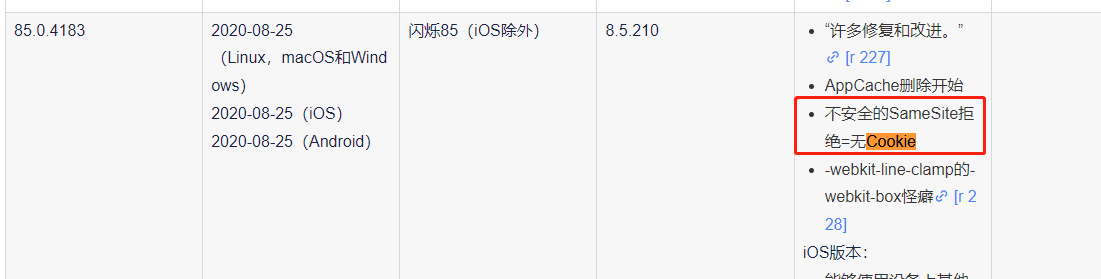 85.0.4183
2020-08-25
（Linux，macOS和Wind
ows）
2020-08-25（iOS）
2020-08-25（Android）
闪烁85（iOS除外）
8.5.210
“许多修复和改进。”
[r 227]
AppCache删除开始
不安全的SameSite拒
绝=无Cookie
-webkit-line-clamp的-
webkit-box怪癖 [r 2
28]
iOS版本：